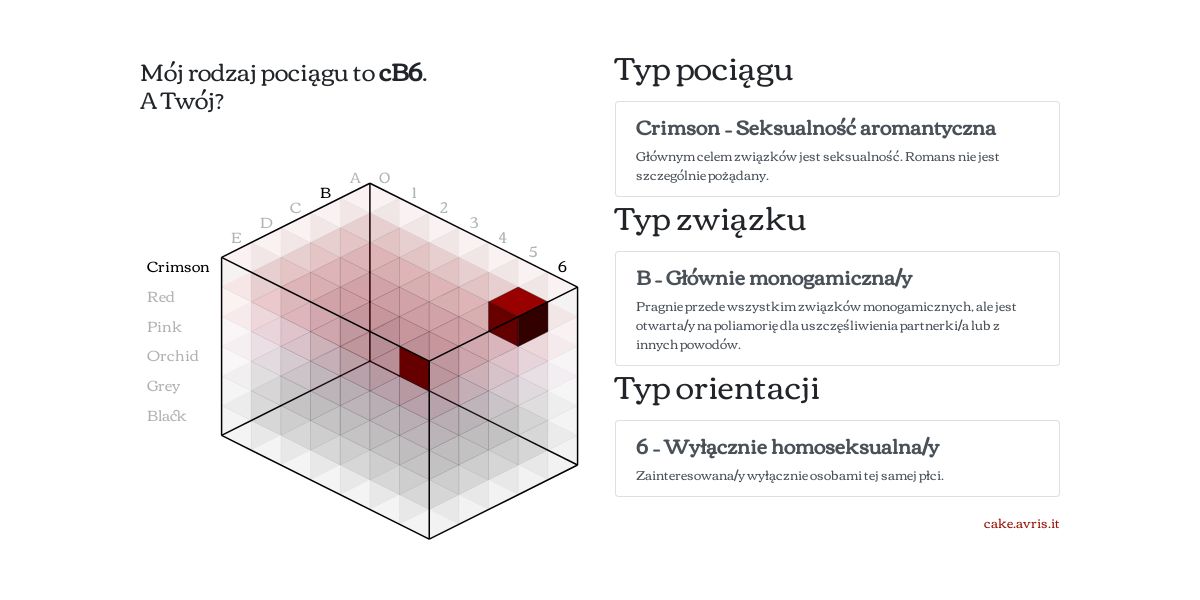 Mój rodzaj pociągu to cB6.
A Twój?
A
B
C
D
E
0
1
2
3
4
5
6
Crimson
Red
Pink
Orchid
Grey
Black
Typ pociągu
Crimson – Seksualność aromantyczna
Głównym celem związków jest seksualność. Romans nie jest
szczególnie pożądany.
Typ związku
B – Głównie monogamiczna/y
Pragnie przede wszystkim związków monogamicznych, ale jest
otwarta/y na poliamorię dla uszczęśliwienia partnerki/a lub z
innych powodów.
Typ orientacji
6 – Wyłącznie homoseksualna/y
Zainteresowana/y wyłącznie osobami tej samej płci.
cake.avris.it